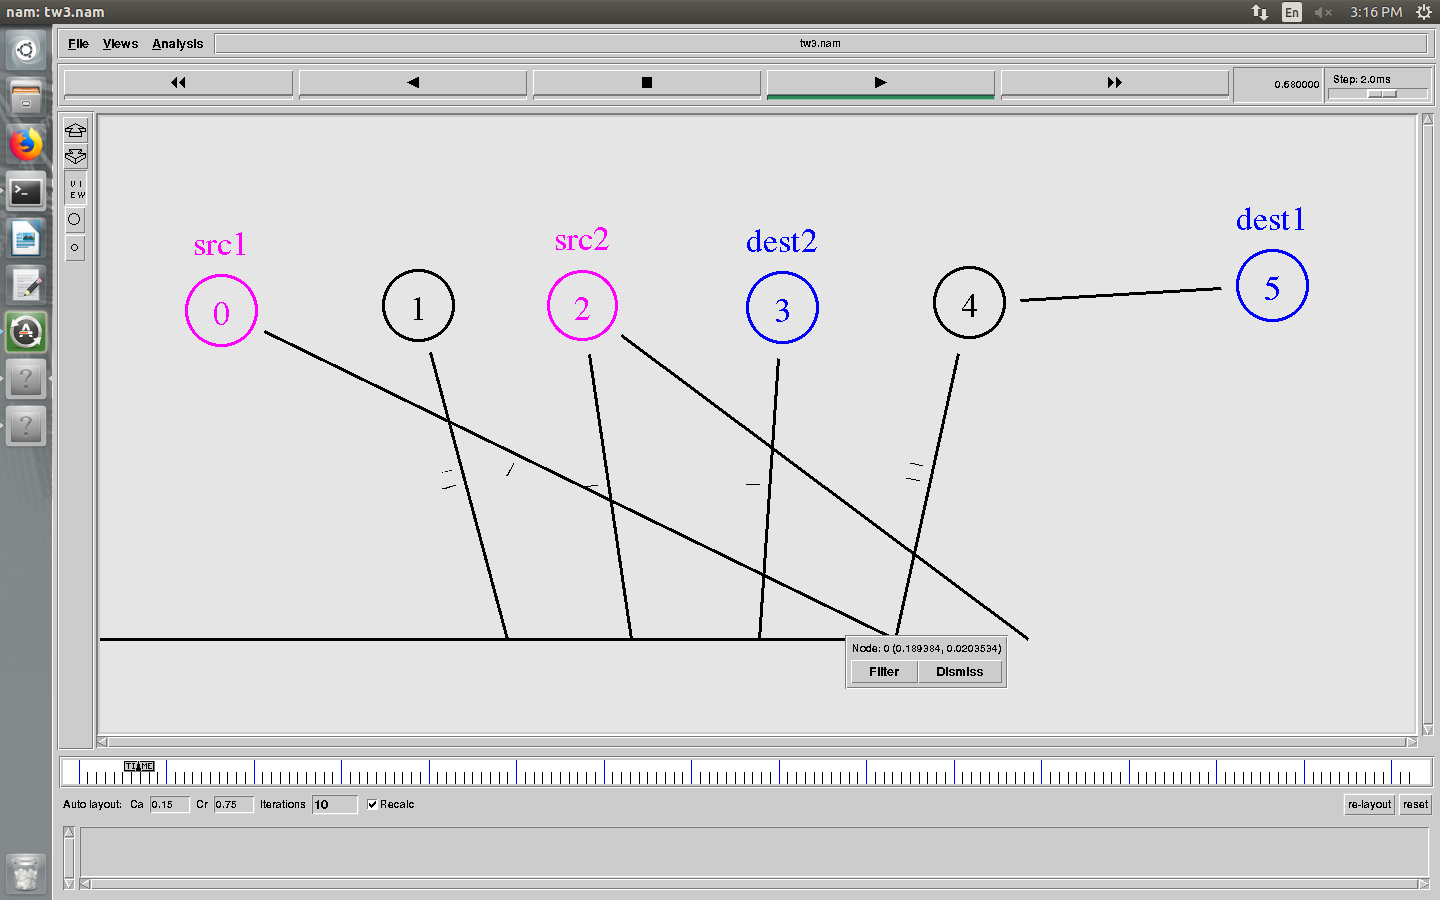 nam: tw3.nam
En
3:16 PM
File Views Analysis
tw3.nam
0.680000
Step: 2.0ms
VI
EW
src1
src2
dest2
dest1
0
1
2
3
4
5
Node: 0 (0.189384, 0.0203534)
Filter
Dismiss
TIME
Auto layout: Ca 0.15 Cr 0.75 Iterations 10 Recalc
re-layout
reset